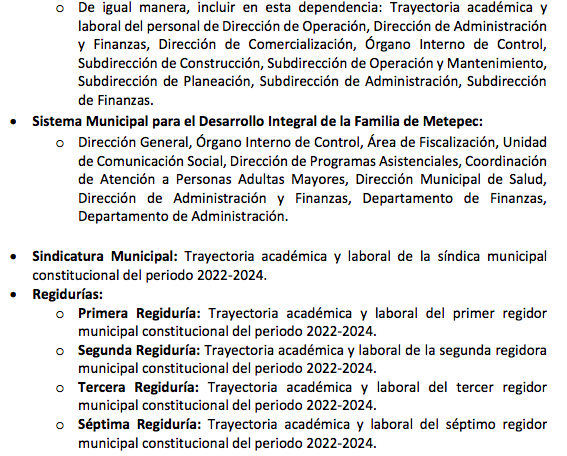 o De igual manera, incluir en esta dependencia: Trayectoria académica y
laboral del personal de Dirección de Operación, Dirección de Administración
y Finanzas, Dirección de Comercialización, Órgano Interno de Control,
Subdirección de Construcción, Subdirección de Operación y Mantenimiento,
Subdirección de Planeación, Subdirección de Administración, Subdirección
de Finanzas.
• Sistema Municipal para el Desarrollo Integral de la Familia de Metepec:
o Dirección General, Órgano Interno de Control, Área de Fiscalización, Unidad
de Comunicación Social, Dirección de Programas Asistenciales, Coordinación
de Atención a Personas Adultas Mayores, Dirección Municipal de Salud,
Dirección de Administración y Finanzas, Departamento de Finanzas,
Departamento de Administración.
• Sindicatura Municipal: Trayectoria académica y laboral de la síndica municipal
constitucional del periodo 2022-2024.
• Regidurías:
o Primera Regiduría: Trayectoria académica y laboral del primer regidor
municipal constitucional del periodo 2022-2024.
o Segunda Regiduría: Trayectoria académica y laboral de la segunda regidora
municipal constitucional del periodo 2022-2024.
o Tercera Regiduría: Trayectoria académica y laboral del tercer regidor
municipal constitucional del periodo 2022-2024.
o Séptima Regiduría: Trayectoria académica y laboral del séptimo regidor
municipal constitucional del periodo 2022-2024.